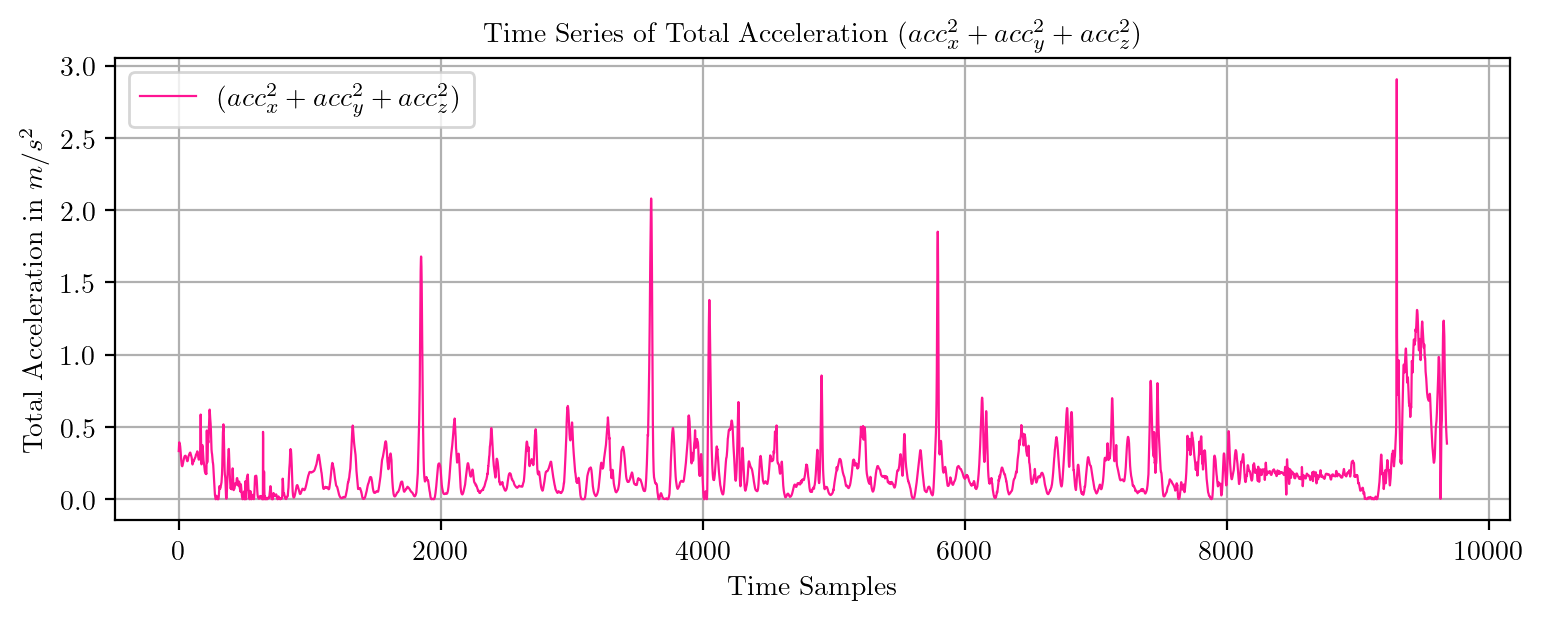 Time Series of Total Acceleration $(acc_x^2 + acc_y^2 + acc_z^2)$
$(acc_x^2 + acc_y^2 + acc_z^2)$
Total Acceleration in $m/s^2$
3.0
2.5
2.0
1.5
1.0
0.5
0.0
0 2000 4000 6000 8000 10000
Time Samples